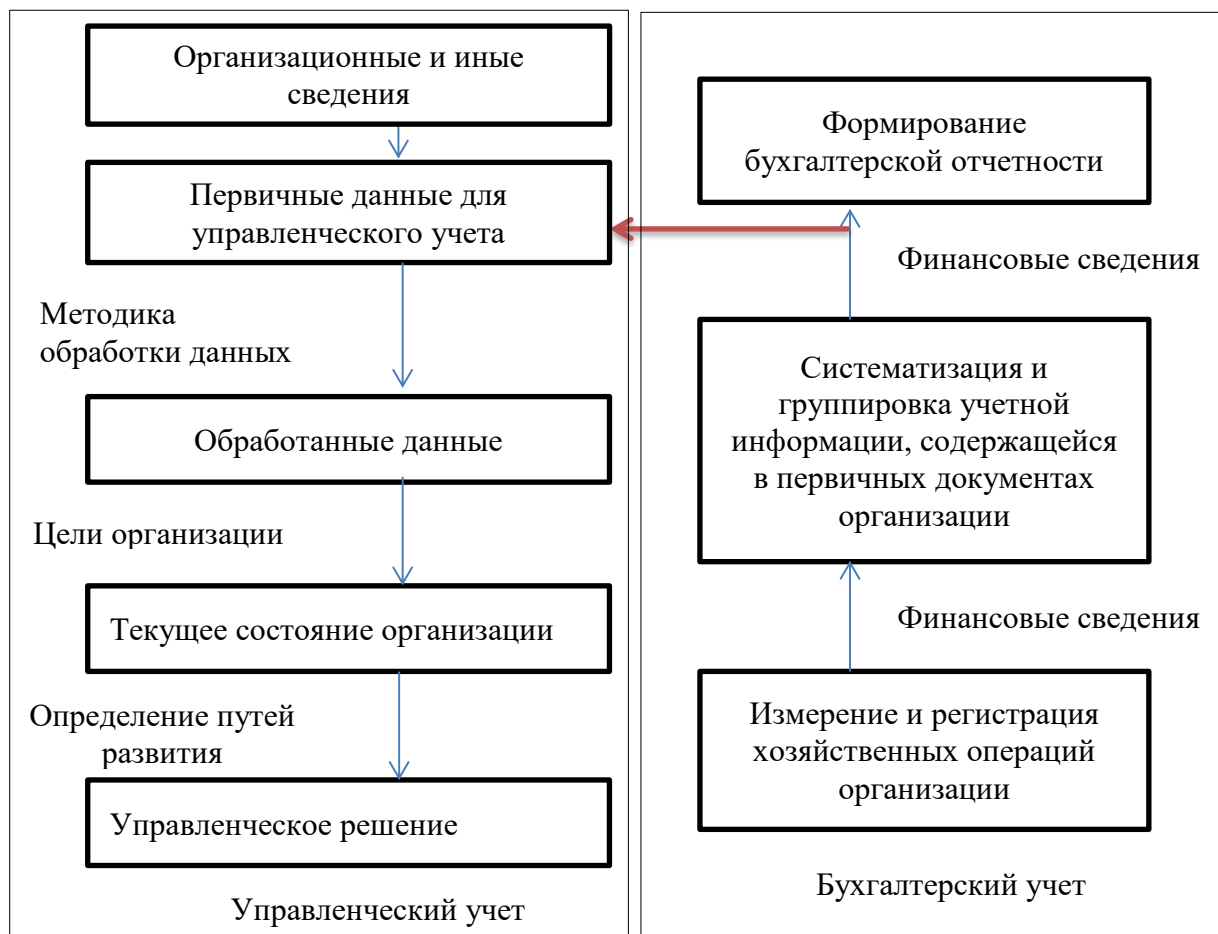 Организационные и иные
сведения
Первичные данные для
управленческого учета
Методика
обработки данных
Обработанные данные
Цели организации
Текущее состояние организации
Определение путей
развития
Управленческое решение
Управленческий учет
Формирование
бухгалтерской отчетности
Финансовые сведения
Систематизация и
группировка учетной
информации, содержащейся
в первичных документах
организации
Финансовые сведения
Измерение и регистрация
хозяйственных операций
организации
Бухгалтерский учет